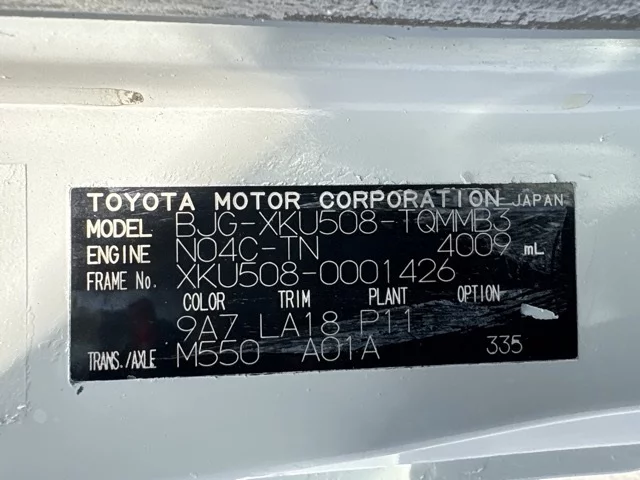 TOYOTA MOTOR CORPORATION JAPAN
MODEL BJG-XKU508-TQMMB3
ENGINE N04C-TN 4009 mL
FRAME No. XKU508-0001426
COLOR TRIM PLANT OPTION
9A7 LA18 P11
TRANS./AXLE M550 A01A 335